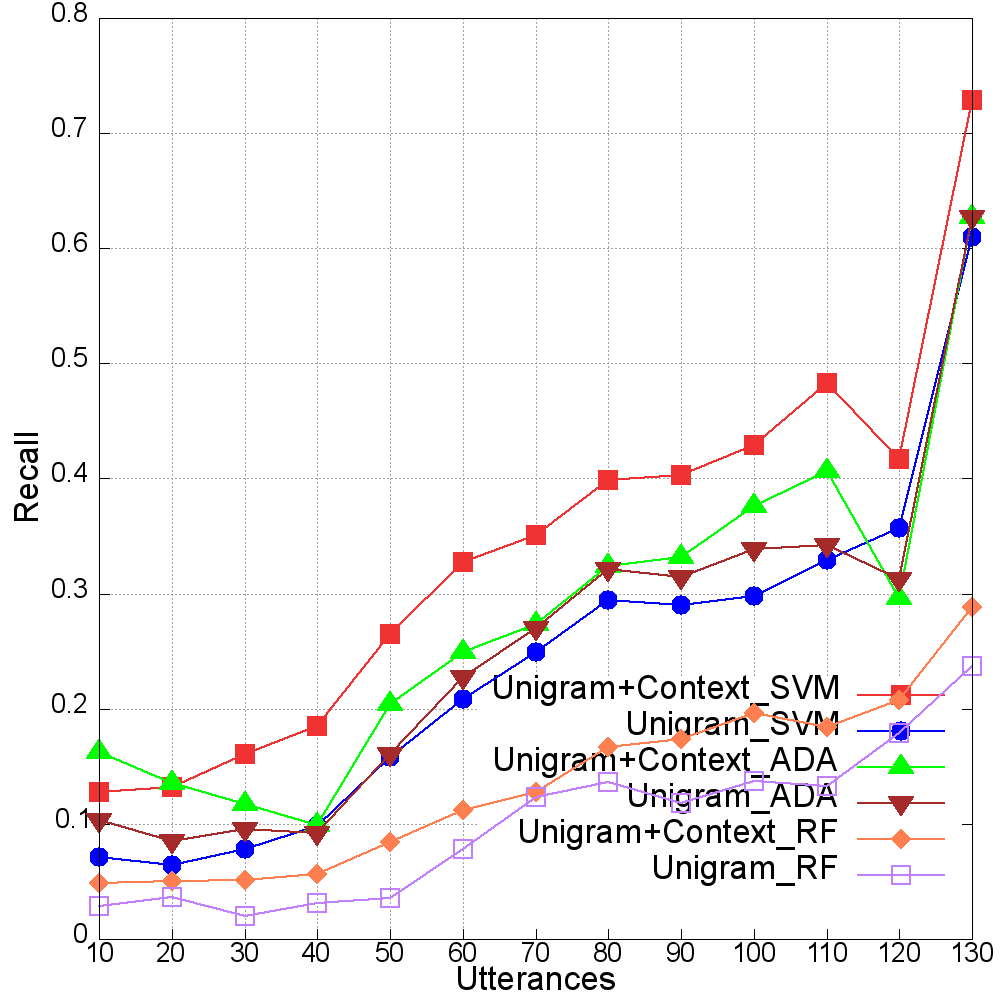 0.8
0.7
0.6
0.5
0.4
0.3
0.2
0.1
0
Recall
Unigram+Context_SVM
Unigram_SVM
Unigram+Context_ADA
Unigram_ADA
Unigram+Context_RF
Unigram_RF
10 20 30 40 50 60 70 80 90 100 110 120 130
Utterances